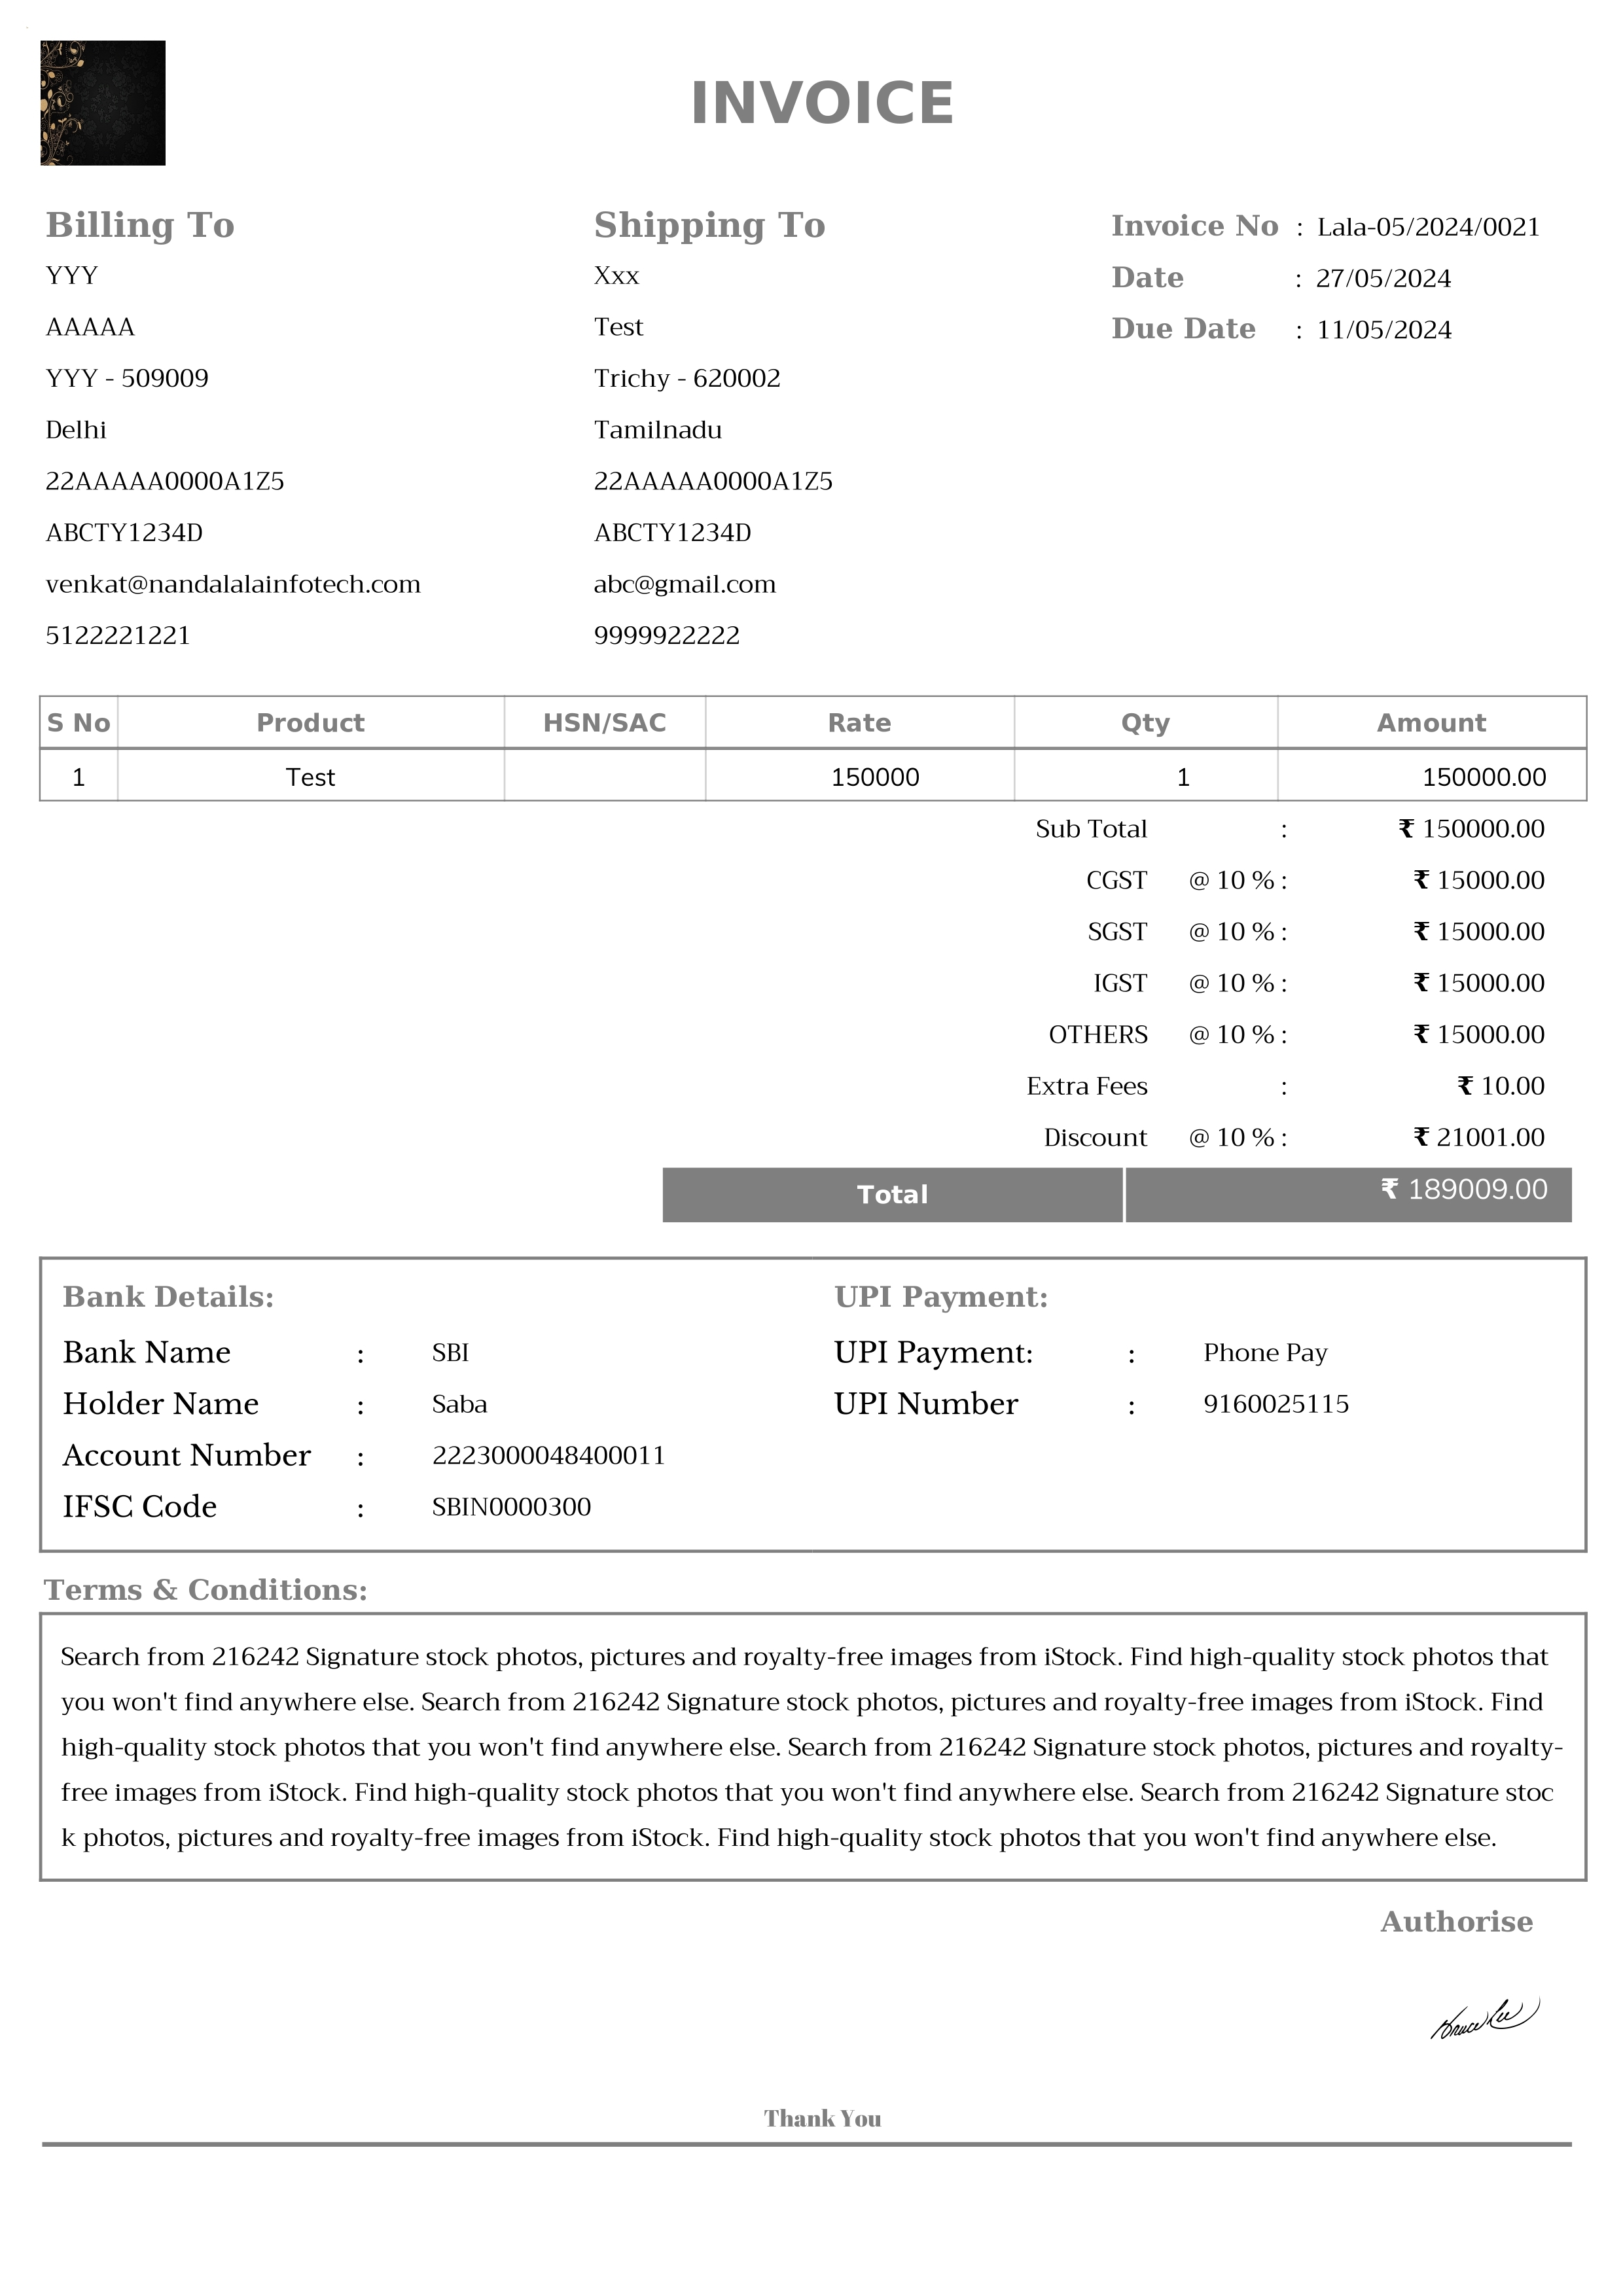 INVOICE
Billing To
YYY
AAAAA
YYY - 509009
Delhi
22AAAAA0000A1Z5
ABCTY1234D
venkat@nandalalainfotech.com
5122221221
Shipping To
Xxx
Test
Trichy - 620002
Tamilnadu
22AAAAA0000A1Z5
ABCTY1234D
abc@gmail.com
9999922222
Invoice No : Lala-05/2024/0021
Date : 27/05/2024
Due Date : 11/05/2024
S No Product HSN/SAC Rate Qty Amount
1 Test 150000 1 150000.00
Sub Total : ₹ 150000.00
CGST @ 10 % : ₹ 15000.00
SGST @ 10 % : ₹ 15000.00
IGST @ 10 % : ₹ 15000.00
OTHERS @ 10 % : ₹ 15000.00
Extra Fees : ₹ 10.00
Discount @ 10 % : ₹ 21001.00
Total ₹ 189009.00
Bank Details:
Bank Name : SBI
Holder Name : Saba
Account Number : 2223000048400011
IFSC Code : SBIN0000300
UPI Payment:
UPI Payment: : Phone Pay
UPI Number : 9160025115
Terms & Conditions:
Search from 216242 Signature stock photos, pictures and royalty-free images from iStock. Find high-quality stock photos that
you won't find anywhere else. Search from 216242 Signature stock photos, pictures and royalty-free images from iStock. Find
high-quality stock photos that you won't find anywhere else. Search from 216242 Signature stock photos, pictures and royalty-
free images from iStock. Find high-quality stock photos that you won't find anywhere else. Search from 216242 Signature stoc
k photos, pictures and royalty-free images from iStock. Find high-quality stock photos that you won't find anywhere else.
Authorise
Bruce Lee
Thank You